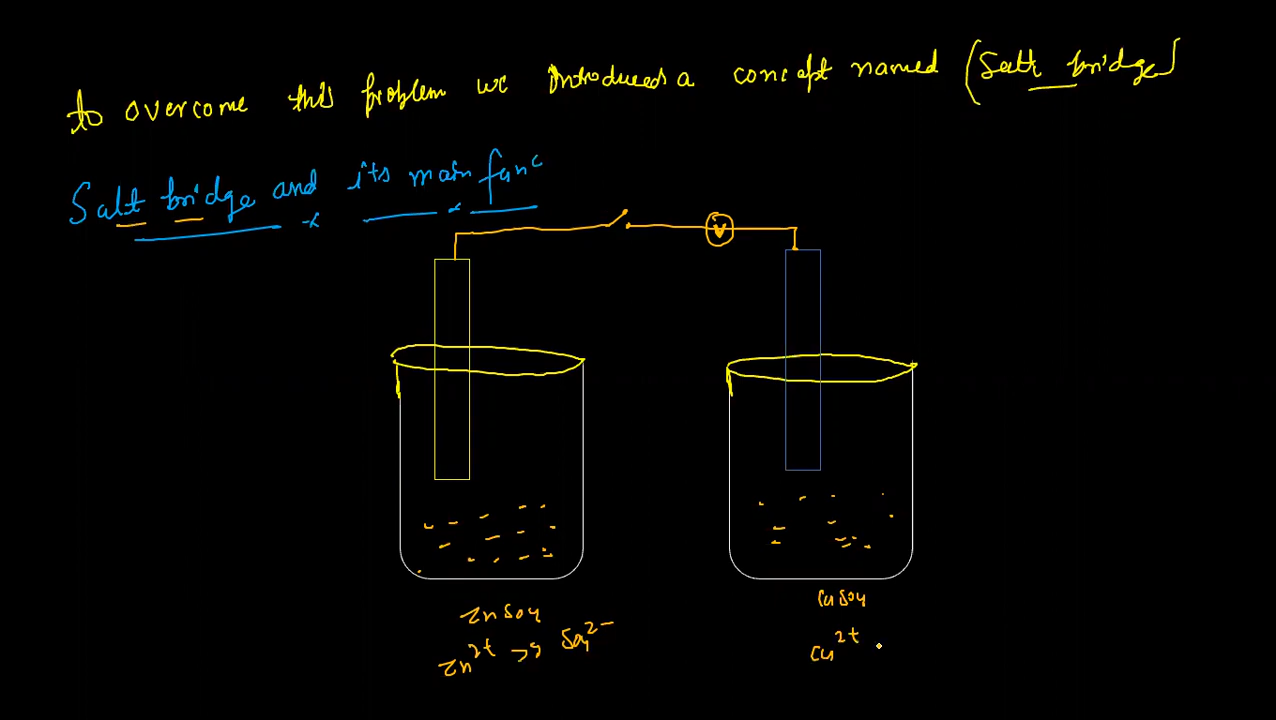 to overcome this problem we introduced a concept named (Salt bridge)
Salt bridge and its main func
V
ZnSO4
CuSO4
Zn2+ → SO4 2-
Cu2+